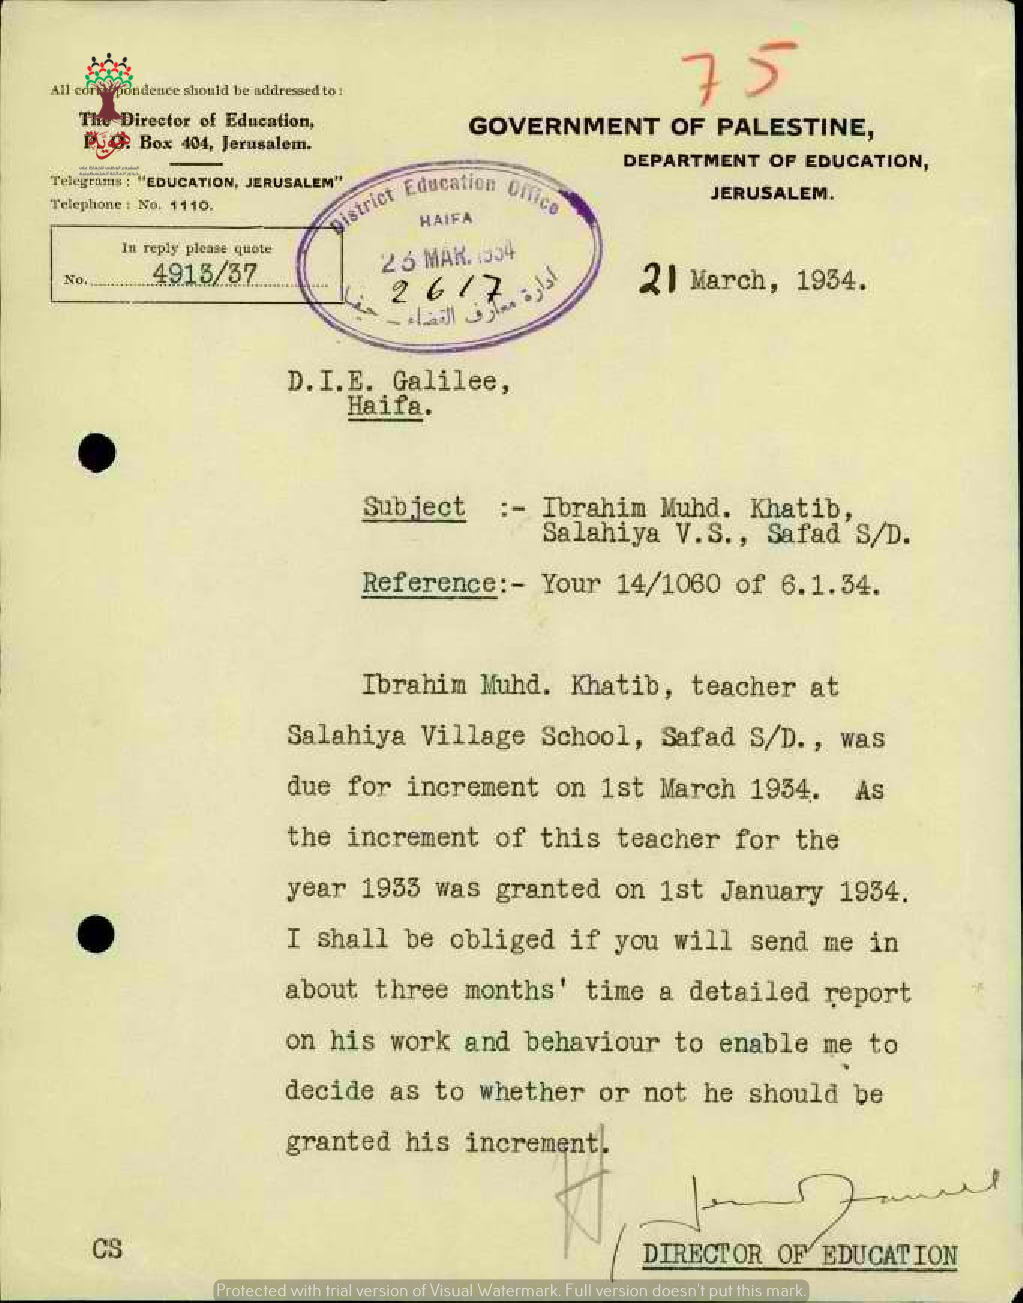 75
All correspondence should be addressed to :
The Director of Education,
P. O. Box 404, Jerusalem.
Telegrams : "EDUCATION, JERUSALEM"
Telephone : No. 1110.
In reply please quote
No. 4913/37
GOVERNMENT OF PALESTINE,
DEPARTMENT OF EDUCATION,
JERUSALEM.
District Education Office
HAIFA
23 MAR. 1934
2617
ادارة معارف القضاء - حيفا
21 March, 1934.
D.I.E. Galilee,
Haifa.
Subject :- Ibrahim Muhd. Khatib,
Salahiya V.S., Safad S/D.
Reference:- Your 14/1060 of 6.1.34.
Ibrahim Muhd. Khatib, teacher at
Salahiya Village School, Safad S/D., was
due for increment on 1st March 1934. As
the increment of this teacher for the
year 1933 was granted on 1st January 1934.
I shall be obliged if you will send me in
about three months' time a detailed report
on his work and behaviour to enable me to
decide as to whether or not he should be
granted his increment.
CS
DIRECTOR OF EDUCATION
Protected with trial version of Visual Watermark. Full version doesn't put this mark.